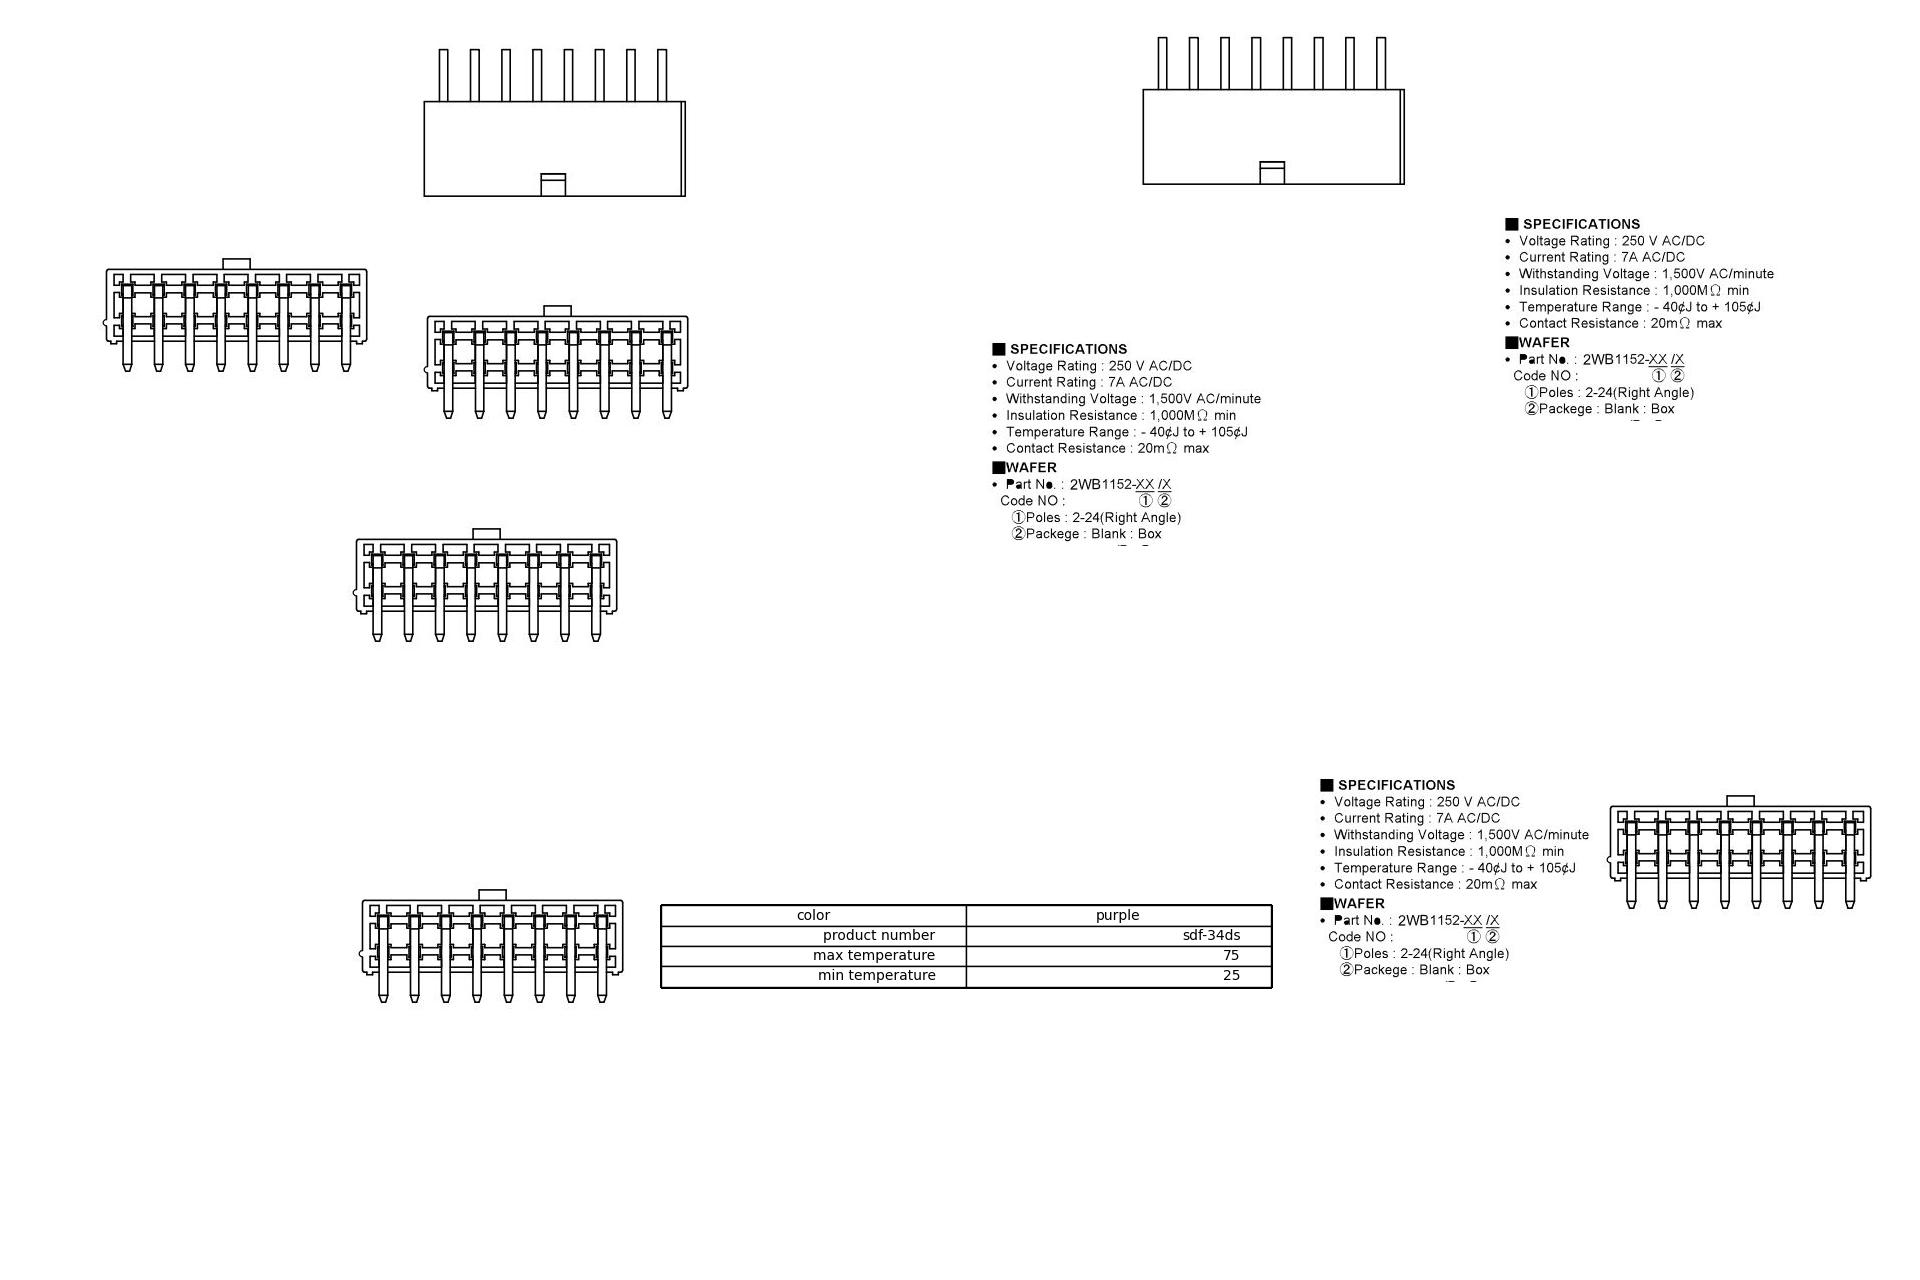 ■ SPECIFICATIONS
• Voltage Rating : 250 V AC/DC
• Current Rating : 7A AC/DC
• Withstanding Voltage : 1,500V AC/minute
• Insulation Resistance : 1,000MΩ min
• Temperature Range : - 40¢J to + 105¢J
• Contact Resistance : 20mΩ max
■WAFER
• Part No. : 2WB1152-XX /X
Code NO : ① ②
①Poles : 2-24(Right Angle)
②Packege : Blank : Box
■ SPECIFICATIONS
• Voltage Rating : 250 V AC/DC
• Current Rating : 7A AC/DC
• Withstanding Voltage : 1,500V AC/minute
• Insulation Resistance : 1,000MΩ min
• Temperature Range : - 40¢J to + 105¢J
• Contact Resistance : 20mΩ max
■WAFER
• Part No. : 2WB1152-XX /X
Code NO : ① ②
①Poles : 2-24(Right Angle)
②Packege : Blank : Box
■ SPECIFICATIONS
• Voltage Rating : 250 V AC/DC
• Current Rating : 7A AC/DC
• Withstanding Voltage : 1,500V AC/minute
• Insulation Resistance : 1,000MΩ min
• Temperature Range : - 40¢J to + 105¢J
• Contact Resistance : 20mΩ max
■WAFER
• Part No. : 2WB1152-XX /X
Code NO : ① ②
①Poles : 2-24(Right Angle)
②Packege : Blank : Box
color purple
product number sdf-34ds
max temperature 75
min temperature 25